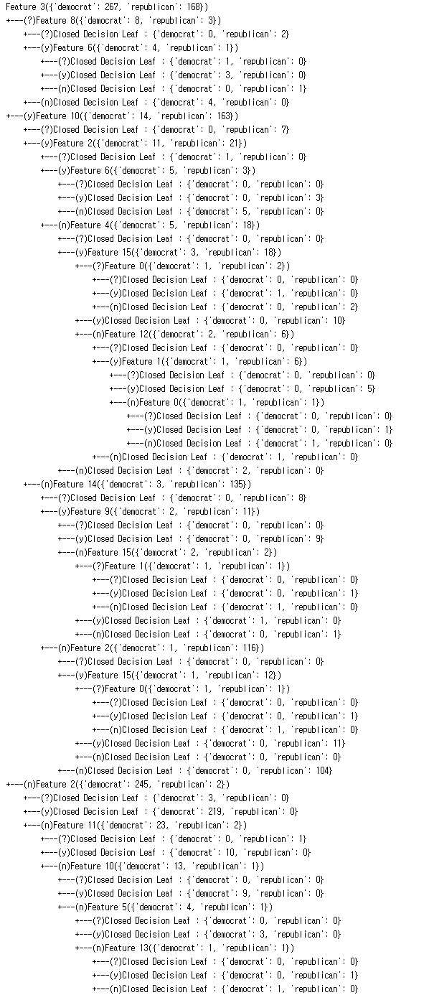 Feature 3({'democrat': 267, 'republican': 168})
+---(?)Feature 8({'democrat': 8, 'republican': 3})
    +---(?)Closed Decision Leaf : {'democrat': 0, 'republican': 2}
    +---(y)Feature 6({'democrat': 4, 'republican': 1})
        +---(?)Closed Decision Leaf : {'democrat': 1, 'republican': 0}
        +---(y)Closed Decision Leaf : {'democrat': 3, 'republican': 0}
        +---(n)Closed Decision Leaf : {'democrat': 0, 'republican': 1}
    +---(n)Closed Decision Leaf : {'democrat': 4, 'republican': 0}
+---(y)Feature 10({'democrat': 14, 'republican': 163})
    +---(?)Closed Decision Leaf : {'democrat': 0, 'republican': 7}
    +---(y)Feature 2({'democrat': 11, 'republican': 21})
        +---(?)Closed Decision Leaf : {'democrat': 1, 'republican': 0}
        +---(y)Feature 6({'democrat': 5, 'republican': 3})
            +---(?)Closed Decision Leaf : {'democrat': 0, 'republican': 0}
            +---(y)Closed Decision Leaf : {'democrat': 0, 'republican': 3}
            +---(n)Closed Decision Leaf : {'democrat': 5, 'republican': 0}
        +---(n)Feature 4({'democrat': 5, 'republican': 18})
            +---(?)Closed Decision Leaf : {'democrat': 0, 'republican': 0}
            +---(y)Feature 15({'democrat': 3, 'republican': 18})
                +---(?)Feature 0({'democrat': 1, 'republican': 2})
                    +---(?)Closed Decision Leaf : {'democrat': 0, 'republican': 0}
                    +---(y)Closed Decision Leaf : {'democrat': 1, 'republican': 0}
                    +---(n)Closed Decision Leaf : {'democrat': 0, 'republican': 2}
                +---(y)Closed Decision Leaf : {'democrat': 0, 'republican': 10}
                +---(n)Feature 12({'democrat': 2, 'republican': 6})
                    +---(?)Closed Decision Leaf : {'democrat': 0, 'republican': 0}
                    +---(y)Feature 1({'democrat': 1, 'republican': 6})
                        +---(?)Closed Decision Leaf : {'democrat': 0, 'republican': 0}
                        +---(y)Closed Decision Leaf : {'democrat': 0, 'republican': 5}
                        +---(n)Feature 0({'democrat': 1, 'republican': 1})
                            +---(?)Closed Decision Leaf : {'democrat': 0, 'republican': 0}
                            +---(y)Closed Decision Leaf : {'democrat': 0, 'republican': 1}
                            +---(n)Closed Decision Leaf : {'democrat': 1, 'republican': 0}
                    +---(n)Closed Decision Leaf : {'democrat': 1, 'republican': 0}
            +---(n)Closed Decision Leaf : {'democrat': 2, 'republican': 0}
    +---(n)Feature 14({'democrat': 3, 'republican': 135})
        +---(?)Closed Decision Leaf : {'democrat': 0, 'republican': 8}
        +---(y)Feature 9({'democrat': 2, 'republican': 11})
            +---(?)Closed Decision Leaf : {'democrat': 0, 'republican': 0}
            +---(y)Closed Decision Leaf : {'democrat': 0, 'republican': 9}
            +---(n)Feature 15({'democrat': 2, 'republican': 2})
                +---(?)Feature 1({'democrat': 1, 'republican': 1})
                    +---(?)Closed Decision Leaf : {'democrat': 0, 'republican': 0}
                    +---(y)Closed Decision Leaf : {'democrat': 0, 'republican': 1}
                    +---(n)Closed Decision Leaf : {'democrat': 1, 'republican': 0}
                +---(y)Closed Decision Leaf : {'democrat': 1, 'republican': 0}
                +---(n)Closed Decision Leaf : {'democrat': 0, 'republican': 1}
        +---(n)Feature 2({'democrat': 1, 'republican': 116})
            +---(?)Closed Decision Leaf : {'democrat': 0, 'republican': 0}
            +---(y)Feature 15({'democrat': 1, 'republican': 12})
                +---(?)Feature 0({'democrat': 1, 'republican': 1})
                    +---(?)Closed Decision Leaf : {'democrat': 0, 'republican': 0}
                    +---(y)Closed Decision Leaf : {'democrat': 0, 'republican': 1}
                    +---(n)Closed Decision Leaf : {'democrat': 1, 'republican': 0}
                +---(y)Closed Decision Leaf : {'democrat': 0, 'republican': 11}
                +---(n)Closed Decision Leaf : {'democrat': 0, 'republican': 0}
            +---(n)Closed Decision Leaf : {'democrat': 0, 'republican': 104}
+---(n)Feature 2({'democrat': 245, 'republican': 2})
    +---(?)Closed Decision Leaf : {'democrat': 3, 'republican': 0}
    +---(y)Closed Decision Leaf : {'democrat': 219, 'republican': 0}
    +---(n)Feature 11({'democrat': 23, 'republican': 2})
        +---(?)Closed Decision Leaf : {'democrat': 0, 'republican': 1}
        +---(y)Closed Decision Leaf : {'democrat': 10, 'republican': 0}
        +---(n)Feature 10({'democrat': 13, 'republican': 1})
            +---(?)Closed Decision Leaf : {'democrat': 0, 'republican': 0}
            +---(y)Closed Decision Leaf : {'democrat': 9, 'republican': 0}
            +---(n)Feature 5({'democrat': 4, 'republican': 1})
                +---(?)Closed Decision Leaf : {'democrat': 0, 'republican': 0}
                +---(y)Closed Decision Leaf : {'democrat': 3, 'republican': 0}
                +---(n)Feature 13({'democrat': 1, 'republican': 1})
                    +---(?)Closed Decision Leaf : {'democrat': 0, 'republican': 0}
                    +---(y)Closed Decision Leaf : {'democrat': 0, 'republican': 1}
                    +---(n)Closed Decision Leaf : {'democrat': 1, 'republican': 0}